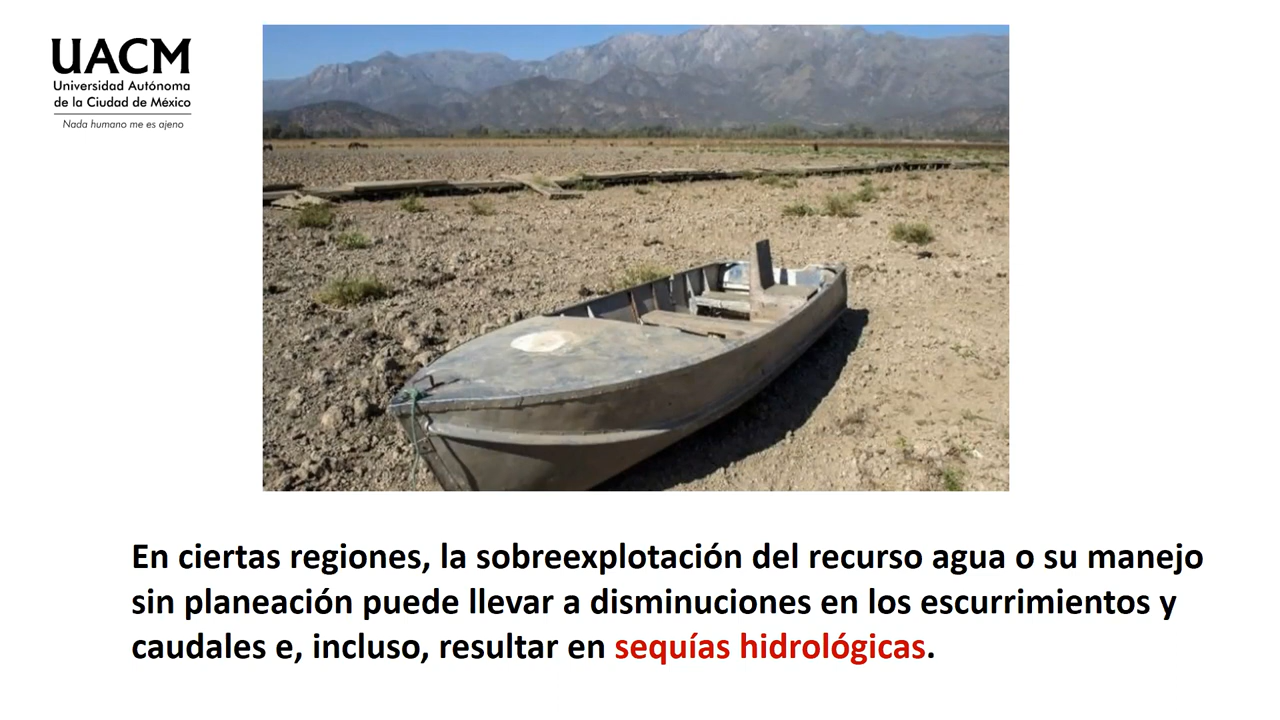 UACM
Universidad Autónoma
de la Ciudad de México
Nada humano me es ajeno
En ciertas regiones, la sobreexplotación del recurso agua o su manejo
sin planeación puede llevar a disminuciones en los escurrimientos y
caudales e, incluso, resultar en sequías hidrológicas.